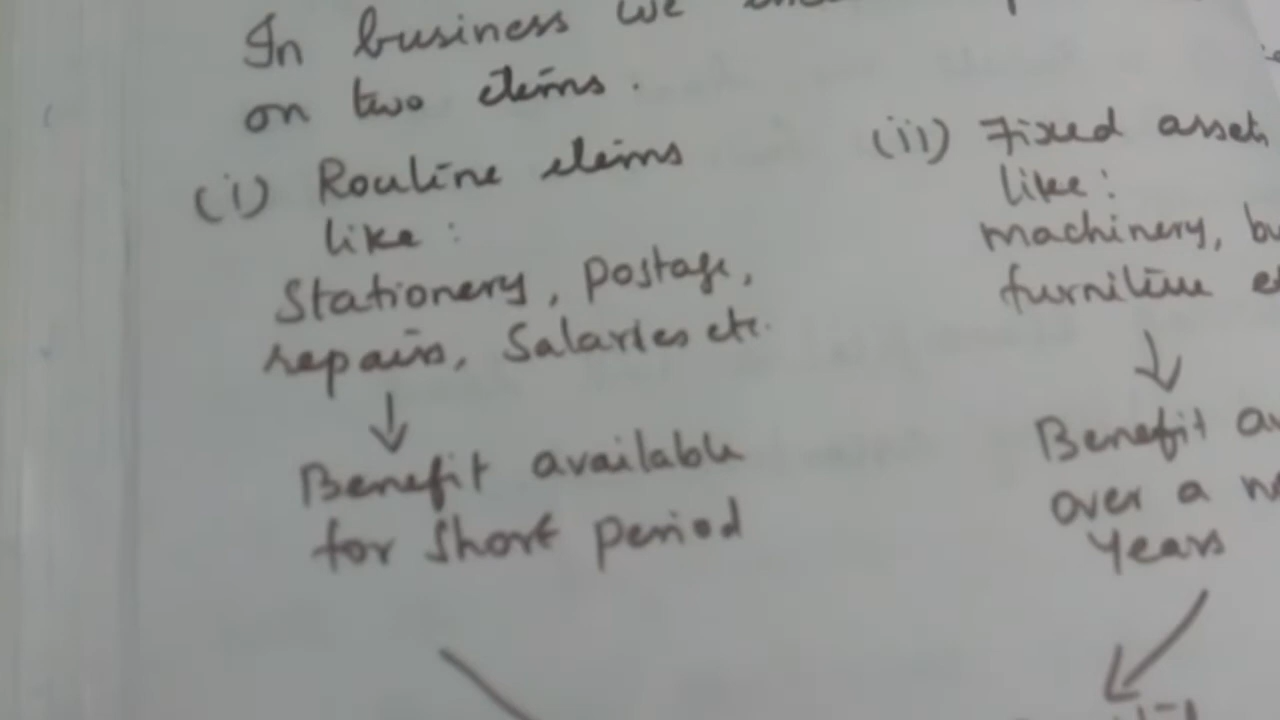 In business we
on two items.
(i) Routine items
like:
Stationery, Postage,
repairs, Salaries etc.
↓
Benefit available
for short period
(ii) Fixed assets
like:
machinery,
furniture
↓
Benefit
over a
Years